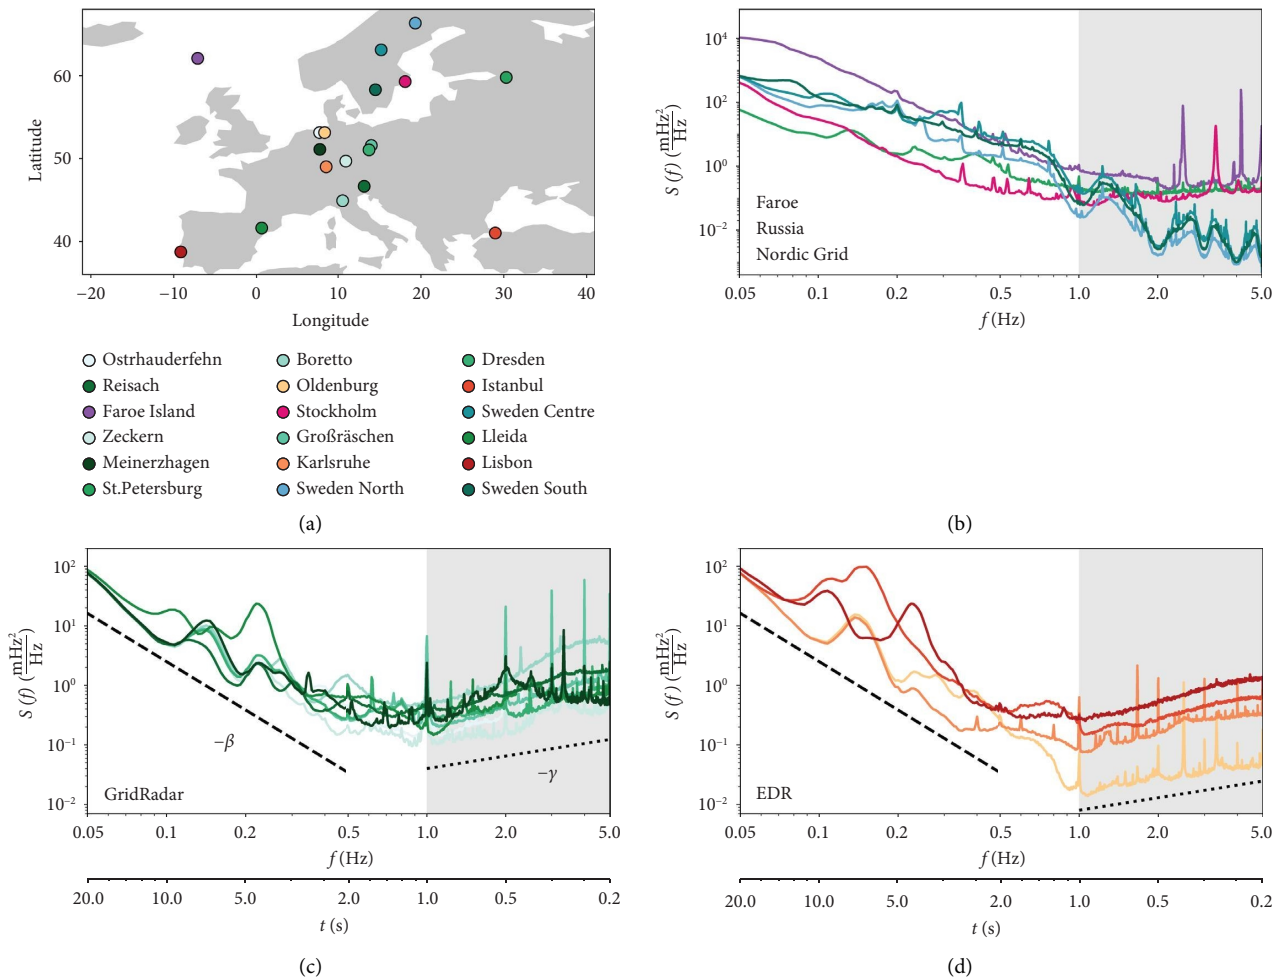 60
50
40
Latitude
−20
−10
0
10
20
30
40
Longitude
Ostrhauderfehn
Reisach
Faroe Island
Zeckern
Meinerzhagen
St.Petersburg
Boretto
Oldenburg
Stockholm
Großräschen
Karlsruhe
Sweden North
Dresden
Istanbul
Sweden Centre
Lleida
Lisbon
Sweden South
(a)
10^4
10^2
10^0
10^−2
S (f) (mHz^2/Hz)
Faroe
Russia
Nordic Grid
0.05
0.1
0.2
0.5
1.0
2.0
5.0
f (Hz)
(b)
10^2
10^1
10^0
10^−1
10^−2
S (f) (mHz^2/Hz)
−β
−γ
GridRadar
0.05
0.1
0.2
0.5
1.0
2.0
5.0
f (Hz)
20.0
10.0
5.0
2.0
1.0
0.5
0.2
t (s)
(c)
10^2
10^1
10^0
10^−1
10^−2
S (f) (mHz^2/Hz)
EDR
0.05
0.1
0.2
0.5
1.0
2.0
5.0
f (Hz)
20.0
10.0
5.0
2.0
1.0
0.5
0.2
t (s)
(d)